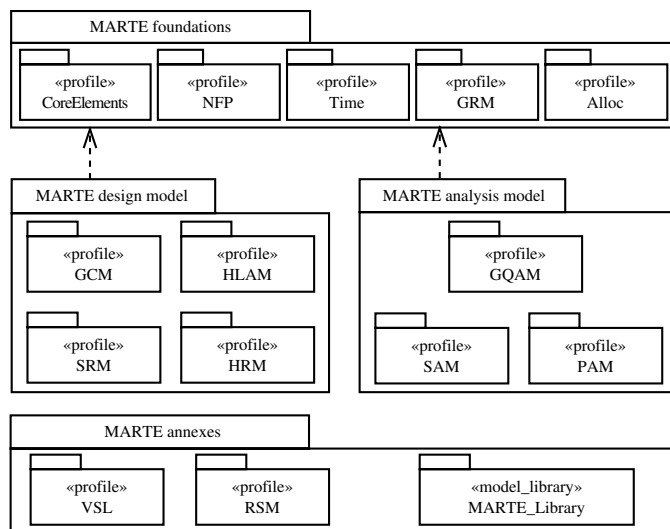 MARTE foundations
«profile» «profile» «profile» «profile» «profile»
CoreElements NFP Time GRM Alloc
MARTE design model MARTE analysis model
«profile» «profile» «profile»
GCM HLAM GQAM
«profile» «profile» «profile» «profile»
SRM HRM SAM PAM
MARTE annexes
«profile» «profile» «model_library»
VSL RSM MARTE_Library